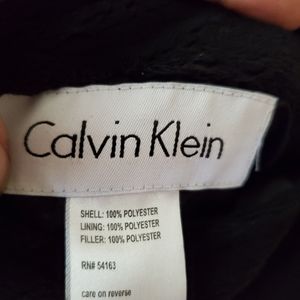 Calvin Klein
SHELL: 100% POLYESTER
LINING: 100% POLYESTER
FILLER: 100% POLYESTER
RN# 54163
care on reverse